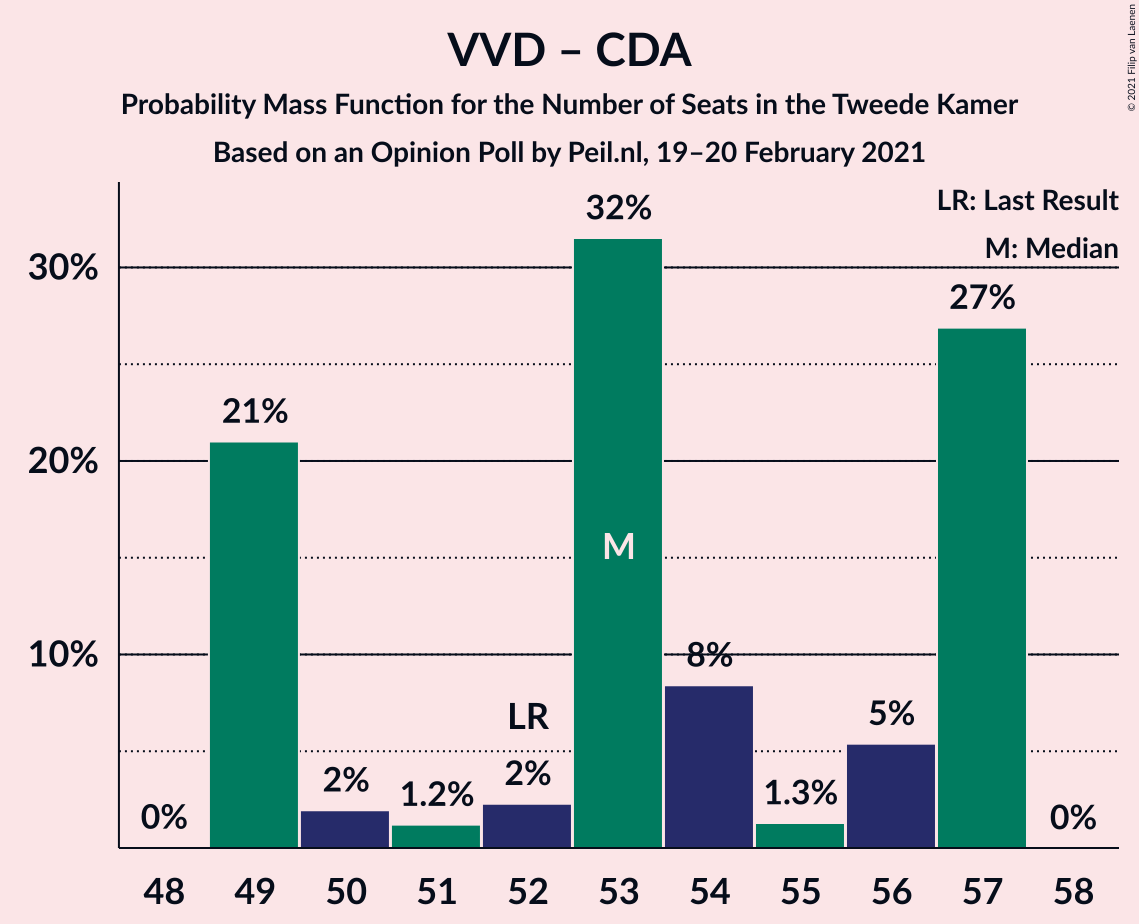 VVD – CDA
Probability Mass Function for the Number of Seats in the Tweede Kamer
Based on an Opinion Poll by Peil.nl, 19–20 February 2021
© 2021 Filip van Laenen
LR: Last Result
M: Median
30%
20%
10%
0%
21%
2%
1.2%
LR
2%
32%
M
8%
1.3%
5%
27%
0%
48 49 50 51 52 53 54 55 56 57 58